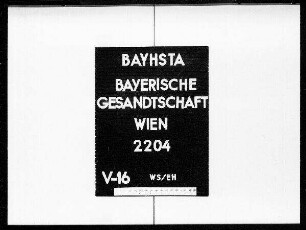 BAYHSTA
BAYERISCHE
GESANDTSCHAFT
WIEN
2204
V-16 WS/EH